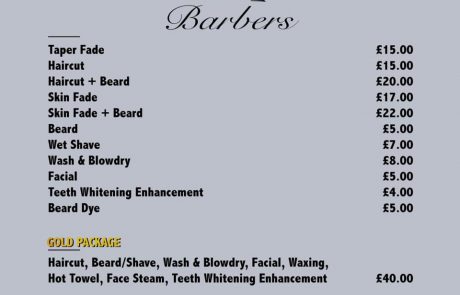 Barbers
Taper Fade £15.00
Haircut £15.00
Haircut + Beard £20.00
Skin Fade £17.00
Skin Fade + Beard £22.00
Beard £5.00
Wet Shave £7.00
Wash & Blowdry £8.00
Facial £5.00
Teeth Whitening Enhancement £4.00
Beard Dye £5.00
GOLD PACKAGE
Haircut, Beard/Shave, Wash & Blowdry, Facial, Waxing,
Hot Towel, Face Steam, Teeth Whitening Enhancement £40.00